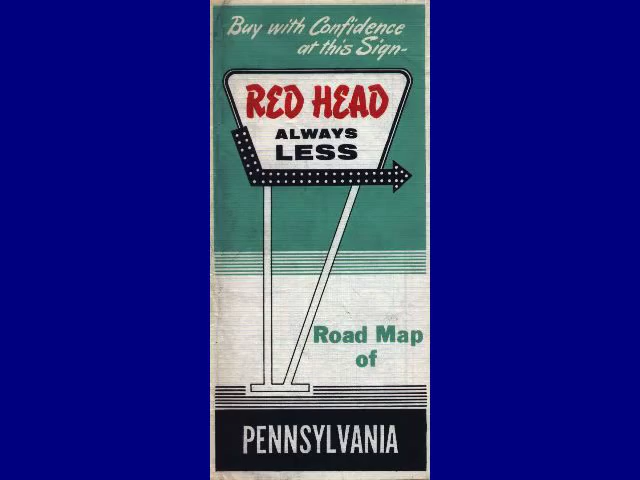 Buy with Confidence
at this Sign-
RED HEAD
ALWAYS
LESS
Road Map
of
PENNSYLVANIA